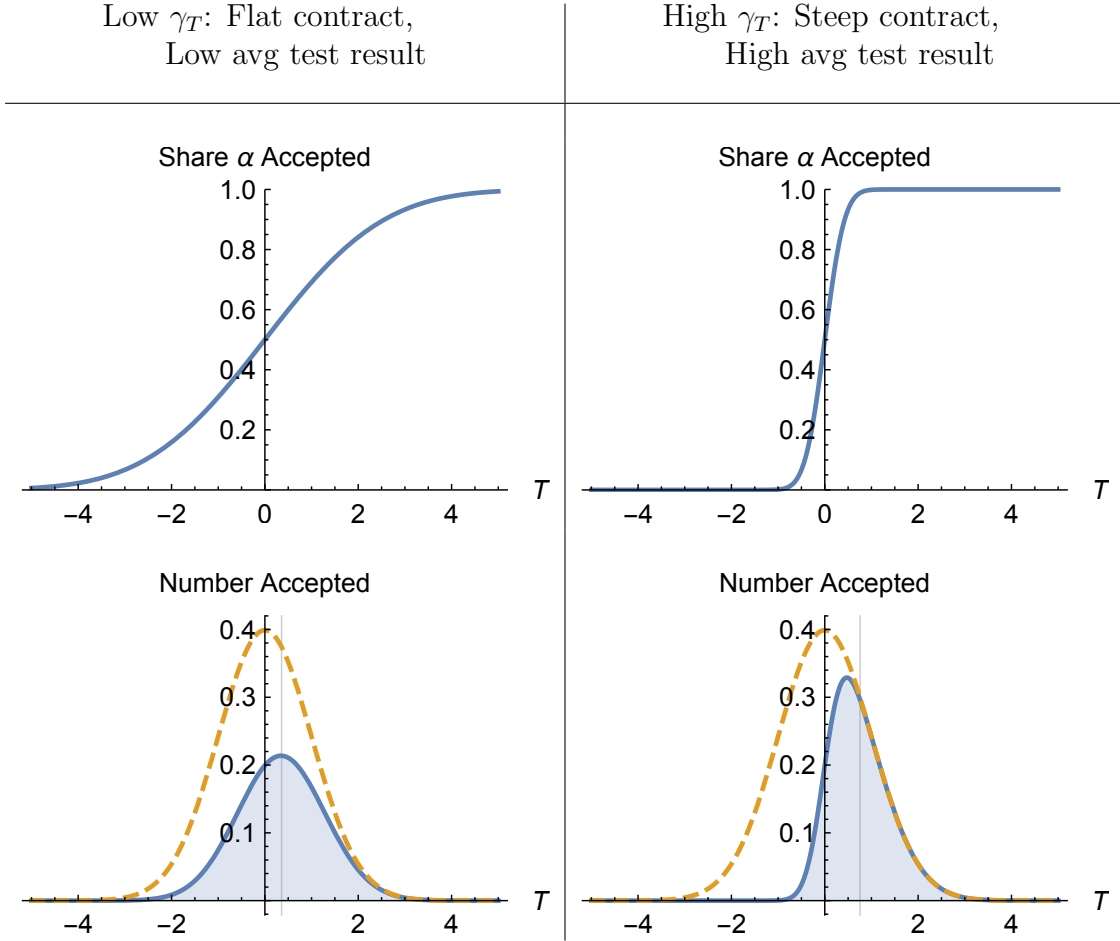 Low γ_T: Flat contract,
Low avg test result
High γ_T: Steep contract,
High avg test result
Share α Accepted
1.0
0.8
0.6
0.4
0.2
−4 −2 0 2 4 T
Share α Accepted
1.0
0.8
0.6
0.4
0.2
−4 −2 0 2 4 T
Number Accepted
0.4
0.3
0.2
0.1
−4 −2 0 2 4 T
Number Accepted
0.4
0.3
0.2
0.1
−4 −2 0 2 4 T